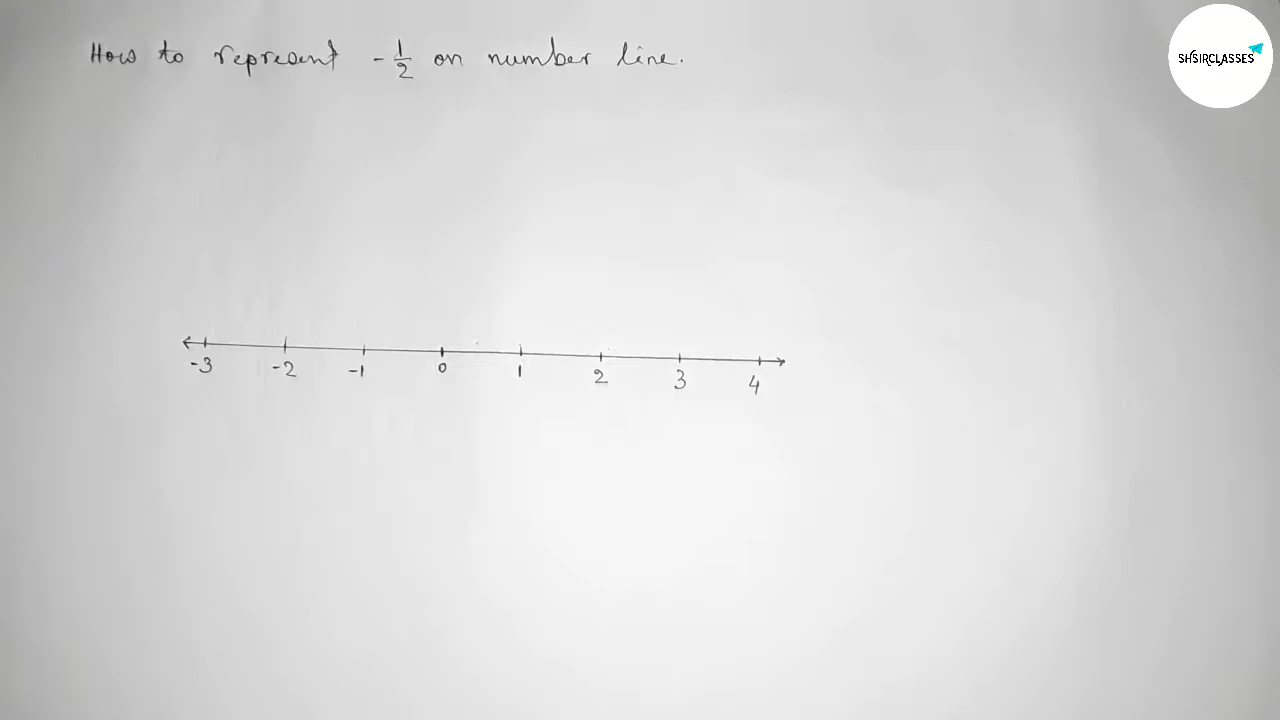 How to represent -1/2 on number line.
SHSIRCLASSES
-3 -2 -1 0 1 2 3 4